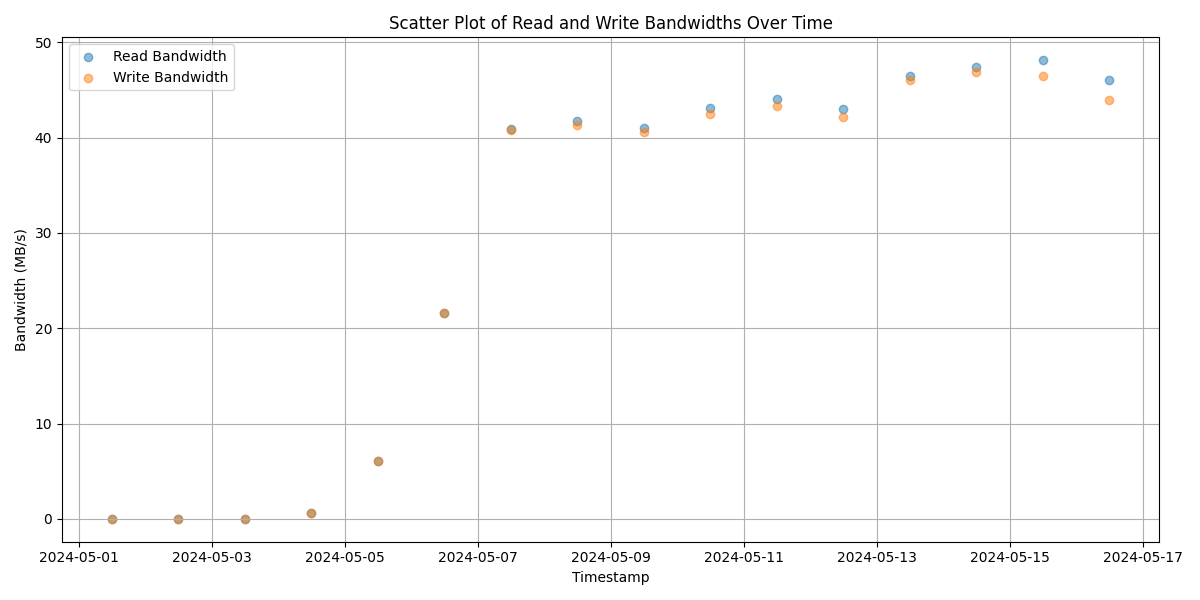 Scatter Plot of Read and Write Bandwidths Over Time
Read Bandwidth
Write Bandwidth
Bandwidth (MB/s)
50
40
30
20
10
0
2024-05-01 2024-05-03 2024-05-05 2024-05-07 2024-05-09 2024-05-11 2024-05-13 2024-05-15 2024-05-17
Timestamp